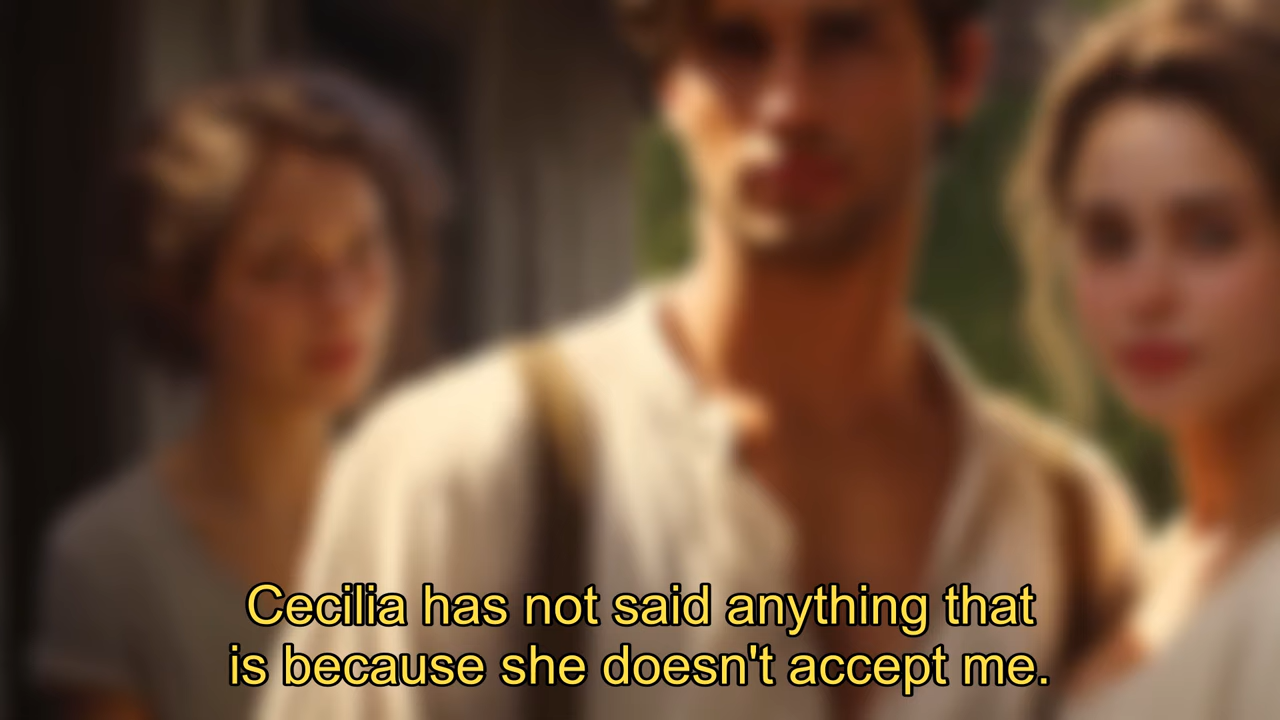 Cecilia has not said anything that
is because she doesn't accept me.